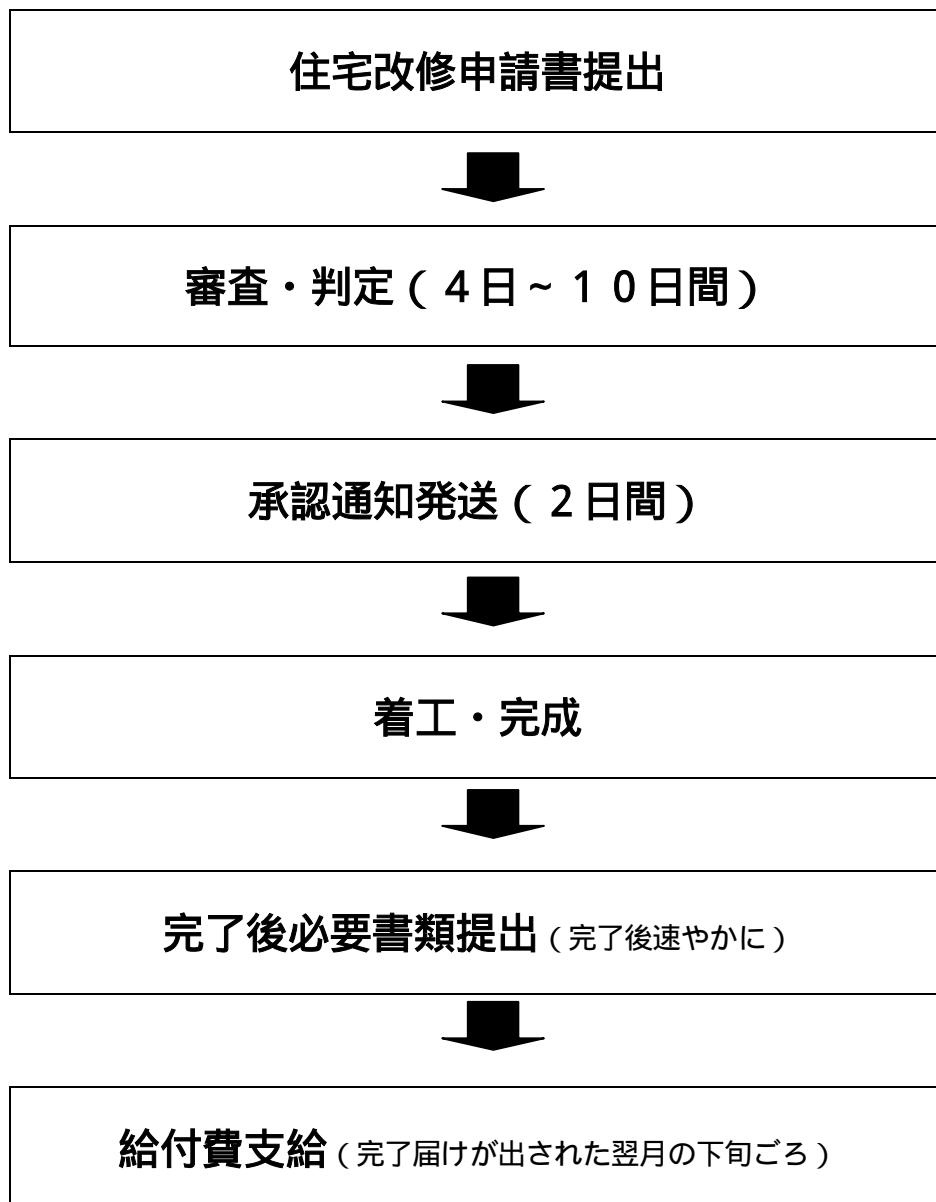 住宅改修申請書提出
審査・判定（４日~１０日間）
承認通知発送（２日間）
着工・完成
完了後必要書類提出（完了後速やかに）
給付費支給（完了届けが出された翌月の下旬ごろ）